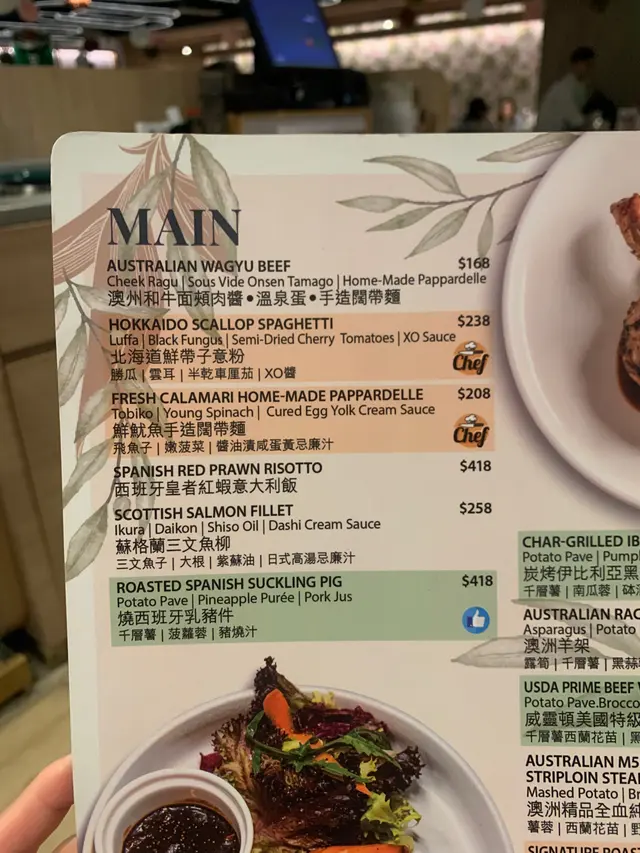 MAIN
AUSTRALIAN WAGYU BEEF $168
Cheek Ragu | Sous Vide Onsen Tamago | Home-Made Pappardelle
澳州和牛面頰肉醬•溫泉蛋•手造闊帶麵
HOKKAIDO SCALLOP SPAGHETTI $238
Luffa | Black Fungus | Semi-Dried Cherry Tomatoes | XO Sauce
北海道鮮帶子意粉
勝瓜 | 雲耳 | 半乾車厘茄 | XO醬
Chef
FRESH CALAMARI HOME-MADE PAPPARDELLE $208
Tobiko | Young Spinach | Cured Egg Yolk Cream Sauce
鮮魷魚手造闊帶麵
飛魚子 | 嫩菠菜 | 醬油漬咸蛋黃忌廉汁
Chef
SPANISH RED PRAWN RISOTTO $418
西班牙皇者紅蝦意大利飯
SCOTTISH SALMON FILLET $258
Ikura | Daikon | Shiso Oil | Dashi Cream Sauce
蘇格蘭三文魚柳
三文魚子 | 大根 | 紫蘇油 | 日式高湯忌廉汁
ROASTED SPANISH SUCKLING PIG $418
Potato Pave | Pineapple Purée | Pork Jus
燒西班牙乳豬件
千層薯 | 菠蘿蓉 | 豬燒汁
CHAR-GRILLED IB
Potato Pave | Pump
炭烤伊比利亞黑
千層薯 | 南瓜蓉 |
AUSTRALIAN RAC
Asparagus | Potato
澳洲羊架
露筍 | 千層薯 | 黑蒜
USDA PRIME BEEF
Potato Pave.Brocco
威靈頓美國特級
千層薯西蘭花苗 |
AUSTRALIAN M5
STRIPLOIN STEA
Mashed Potato | Br
澳洲精品全血純
薯蓉 | 西蘭花苗 |
SIGNATURE ROAS